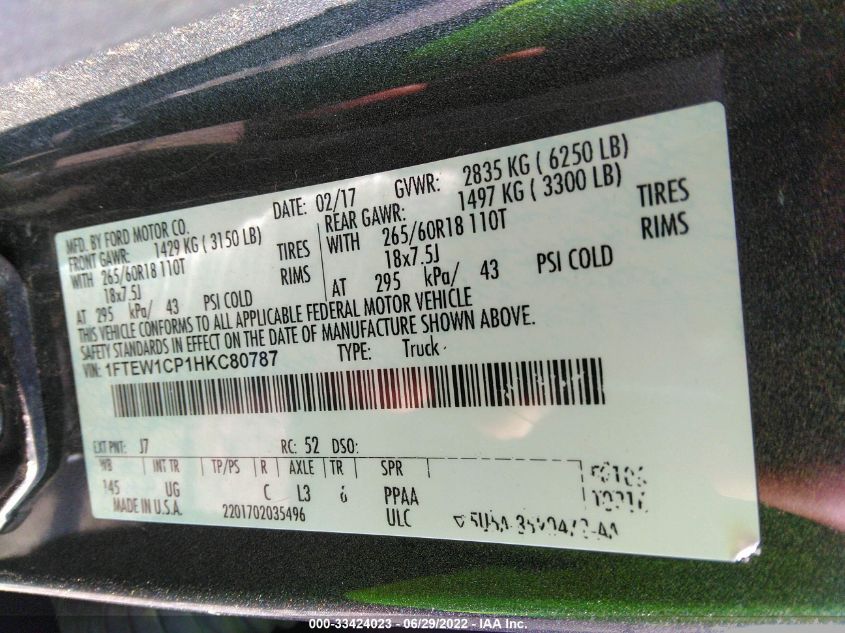 MFD. BY FORD MOTOR CO.
DATE: 02/17 GVWR: 2835 KG ( 6250 LB)
FRONT GAWR: 1429 KG ( 3150 LB) REAR GAWR: 1497 KG ( 3300 LB)
WITH 265/60R18 110T TIRES WITH 265/60R18 110T TIRES
18x7.5J RIMS 18x7.5J RIMS
AT 295 kPa/ 43 PSI COLD AT 295 kPa/ 43 PSI COLD
THIS VEHICLE CONFORMS TO ALL APPLICABLE FEDERAL MOTOR VEHICLE
SAFETY STANDARDS IN EFFECT ON THE DATE OF MANUFACTURE SHOWN ABOVE.
VIN: 1FTEW1CP1HKC80787 TYPE: Truck
EXT PNT: J7 RC: 52 DSO:
WB INT TR TP/PS R AXLE TR SPR
145 UG C L3 6 PPAA
MADE IN U.S.A. 2201702035496 ULC
000-33424023 - 06/29/2022 - IAA Inc.